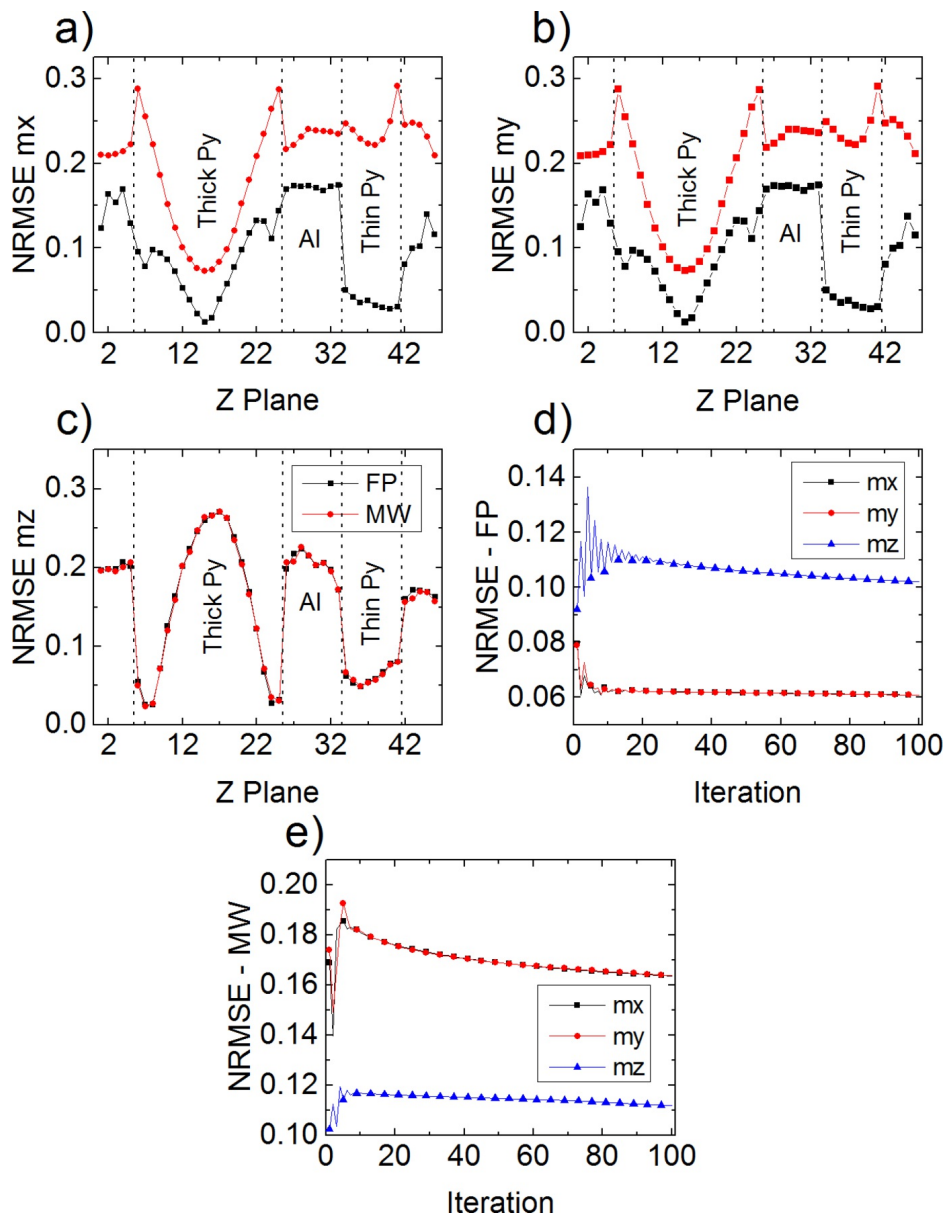 a)
NRMSE mx
0.3
0.2
0.1
0.0
Thick Py
Al
Thin Py
2 12 22 32 42
Z Plane
b)
NRMSE my
0.3
0.2
0.1
0.0
Thick Py
Al
Thin Py
2 12 22 32 42
Z Plane
c)
NRMSE mz
0.3
0.2
0.1
0.0
FP
MW
Thick Py
Al
Thin Py
2 12 22 32 42
Z Plane
d)
NRMSE - FP
0.14
0.12
0.10
0.08
0.06
mx
my
mz
0 20 40 60 80 100
Iteration
e)
NRMSE - MW
0.20
0.18
0.16
0.14
0.12
0.10
mx
my
mz
0 20 40 60 80 100
Iteration